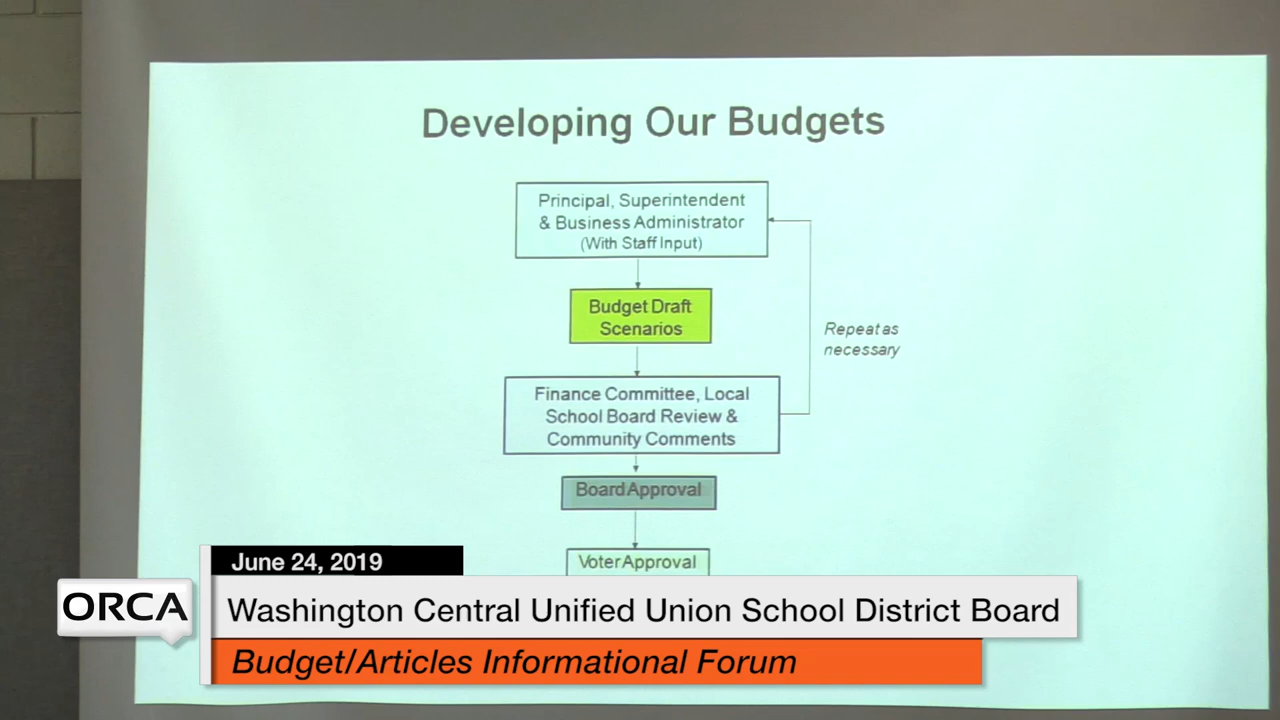 Developing Our Budgets
Principal, Superintendent
& Business Administrator
(With Staff Input)
Budget Draft
Scenarios
Repeat as
necessary
Finance Committee, Local
School Board Review &
Community Comments
Board Approval
Voter Approval
June 24, 2019
ORCA
Washington Central Unified Union School District Board
Budget/Articles Informational Forum